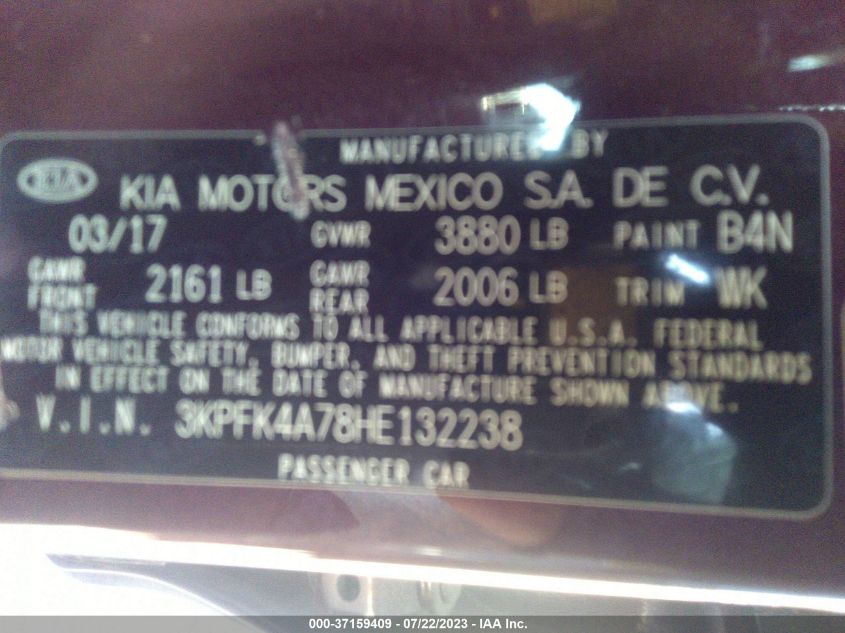 MANUFACTURED BY
KIA KIA MOTORS MEXICO S.A. DE C.V.
03/17 GVWR 3880 LB PAINT B4N
GAWR FRONT 2161 LB GAWR REAR 2006 LB TRIM WK
THIS VEHICLE CONFORMS TO ALL APPLICABLE U.S.A. FEDERAL
MOTOR VEHICLE SAFETY, BUMPER, AND THEFT PREVENTION STANDARDS
IN EFFECT ON THE DATE OF MANUFACTURE SHOWN ABOVE.
V.I.N. 3KPFK4A78HE132238
PASSENGER CAR
000-37159409 - 07/22/2023 - IAA Inc.